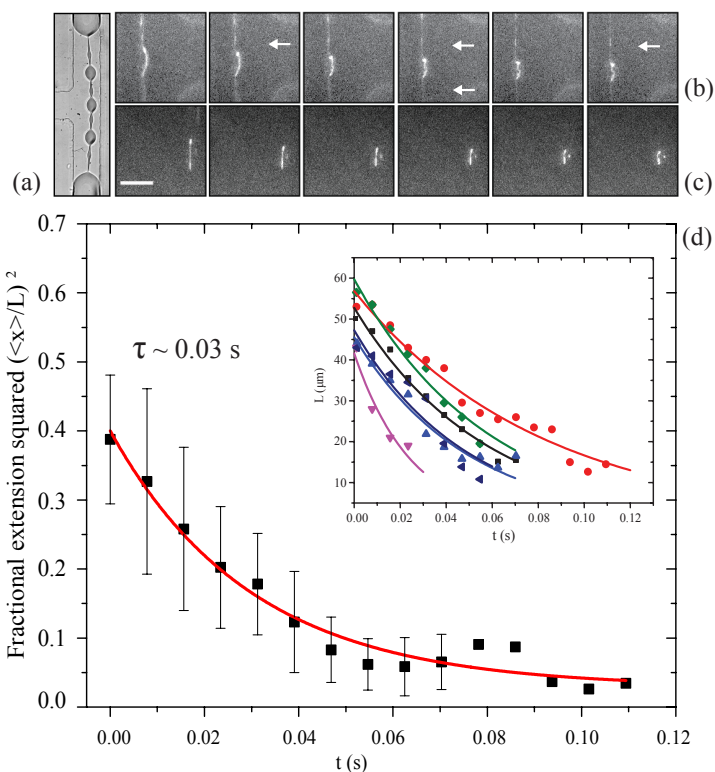 (a)
(b)
(c)
(d)
Fractional extension squared (<x>/L) ²
0.7
0.6
0.5
0.4
0.3
0.2
0.1
0.0
τ ~ 0.03 s
L (μm)
60
50
40
30
20
10
0.00 0.02 0.04 0.06 0.08 0.10 0.12
t (s)
0.00 0.02 0.04 0.06 0.08 0.10 0.12
t (s)